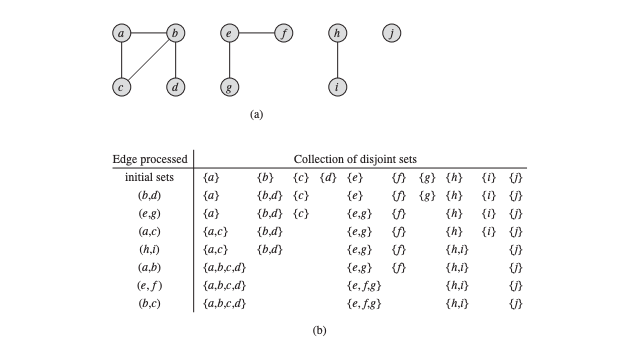 a b e f h j
c d g i
(a)
Edge processed Collection of disjoint sets
initial sets {a} {b} {c} {d} {e} {f} {g} {h} {i} {j}
(b,d) {a} {b,d} {c} {e} {f} {g} {h} {i} {j}
(e,g) {a} {b,d} {c} {e,g} {f} {h} {i} {j}
(a,c) {a,c} {b,d} {e,g} {f} {h} {i} {j}
(h,i) {a,c} {b,d} {e,g} {f} {h,i} {j}
(a,b) {a,b,c,d} {e,g} {f} {h,i} {j}
(e, f) {a,b,c,d} {e, f,g} {h,i} {j}
(b,c) {a,b,c,d} {e, f,g} {h,i} {j}
(b)